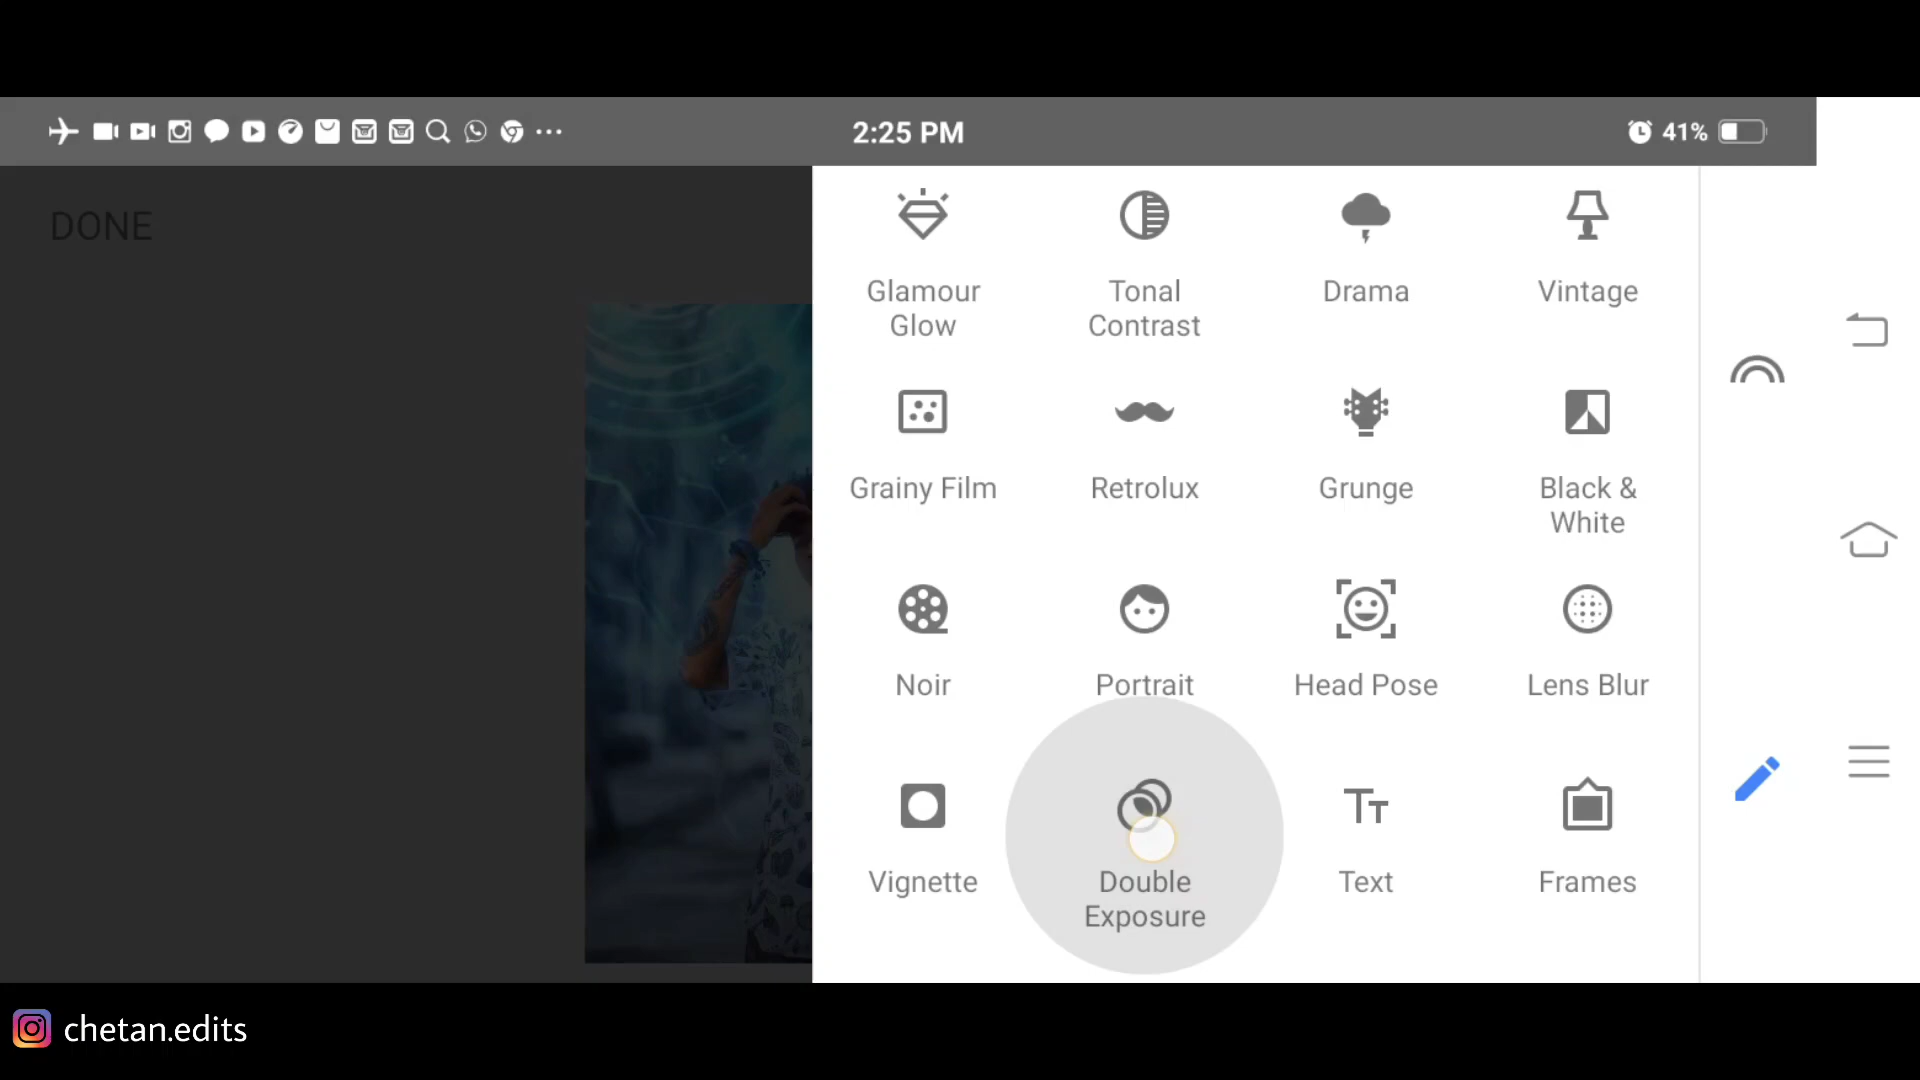 2:25 PM
41%
DONE
Glamour
Glow
Tonal
Contrast
Drama
Vintage
Grainy Film
Retrolux
Grunge
Black &
White
Noir
Portrait
Head Pose
Lens Blur
Vignette
Double
Exposure
Text
Frames
chetan.edits